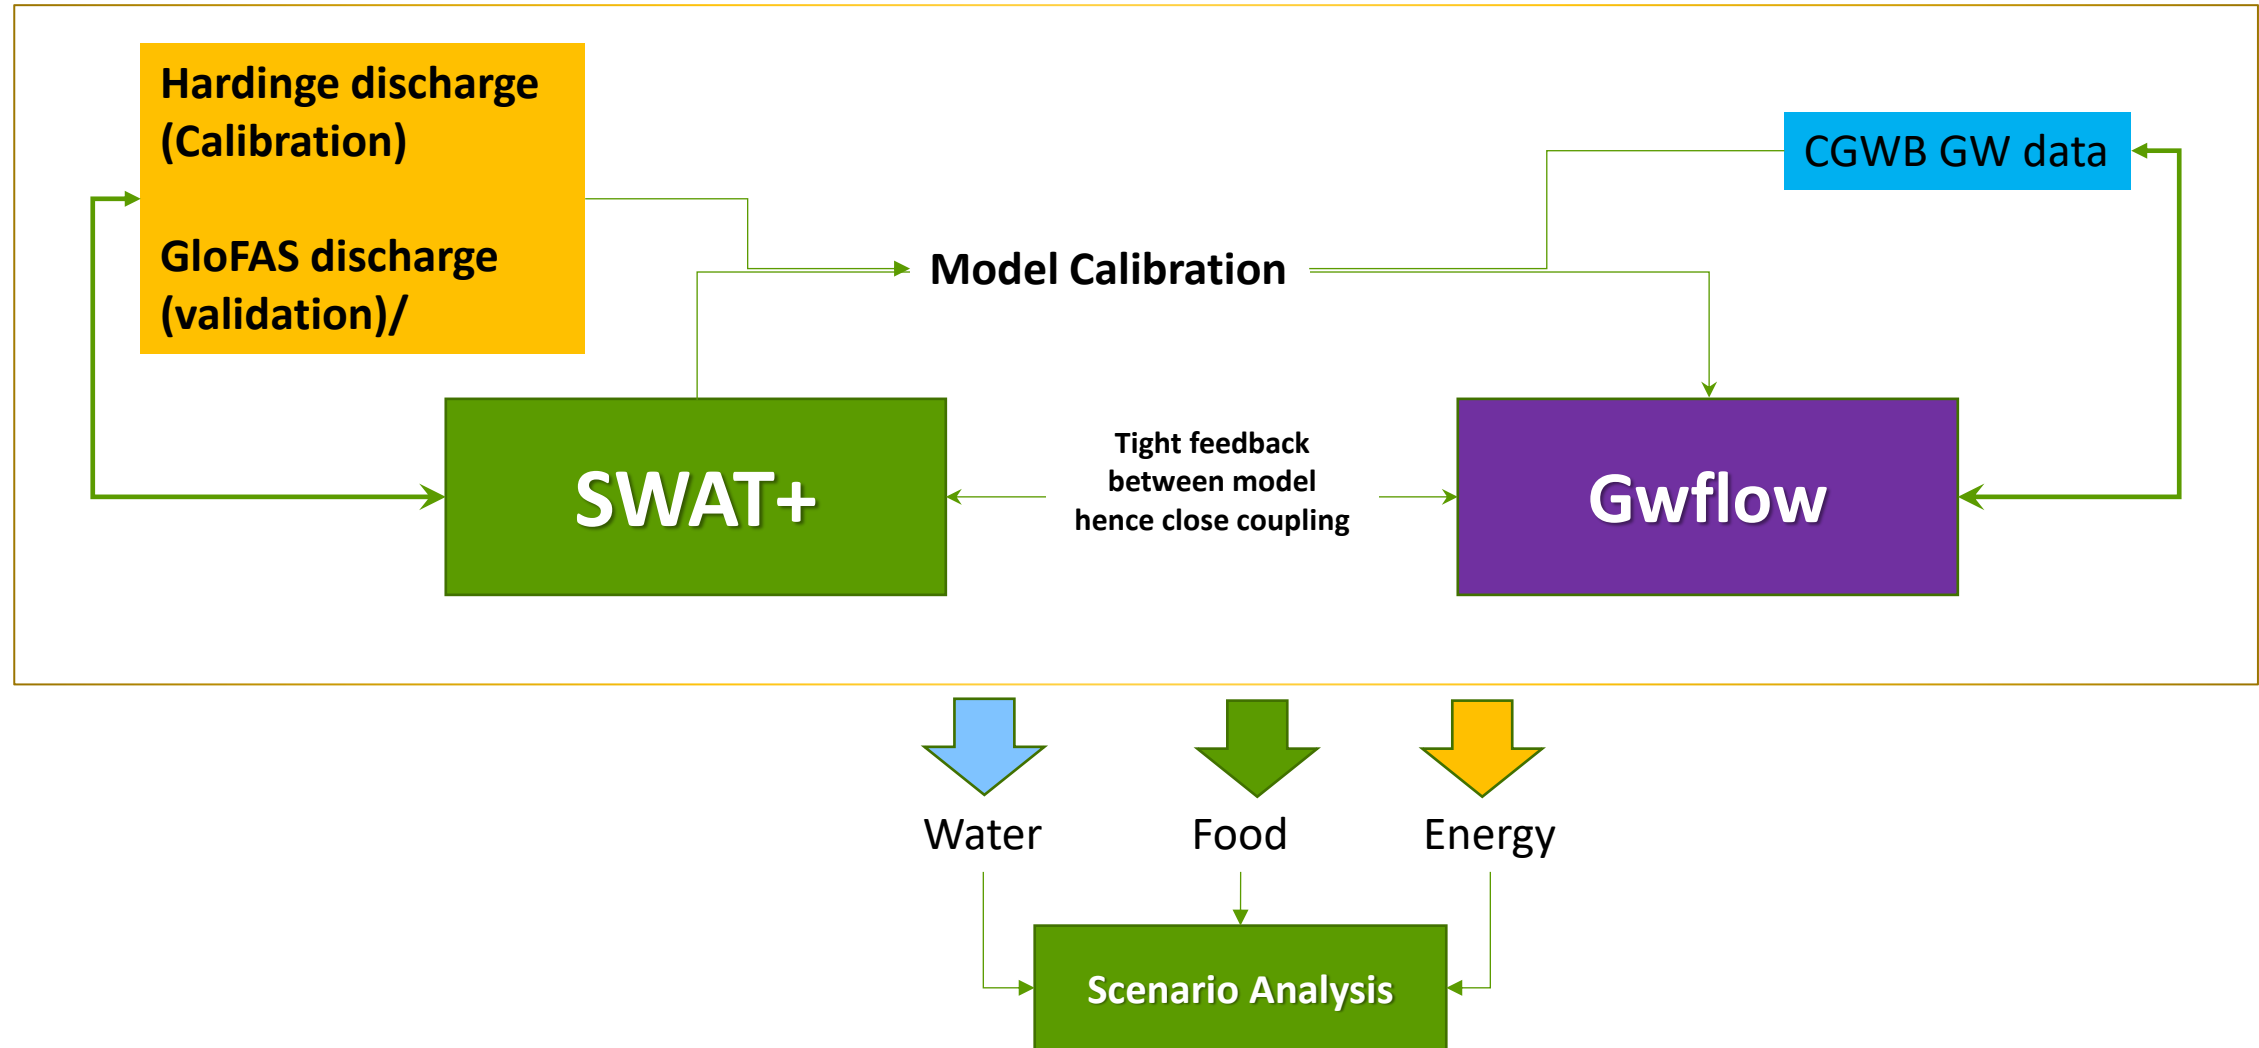 Hardinge discharge
(Calibration)
GloFAS discharge
(validation)/
CGWB GW data
Model Calibration
SWAT+
Tight feedback
between model
hence close coupling
Gwflow
Water
Food
Energy
Scenario Analysis